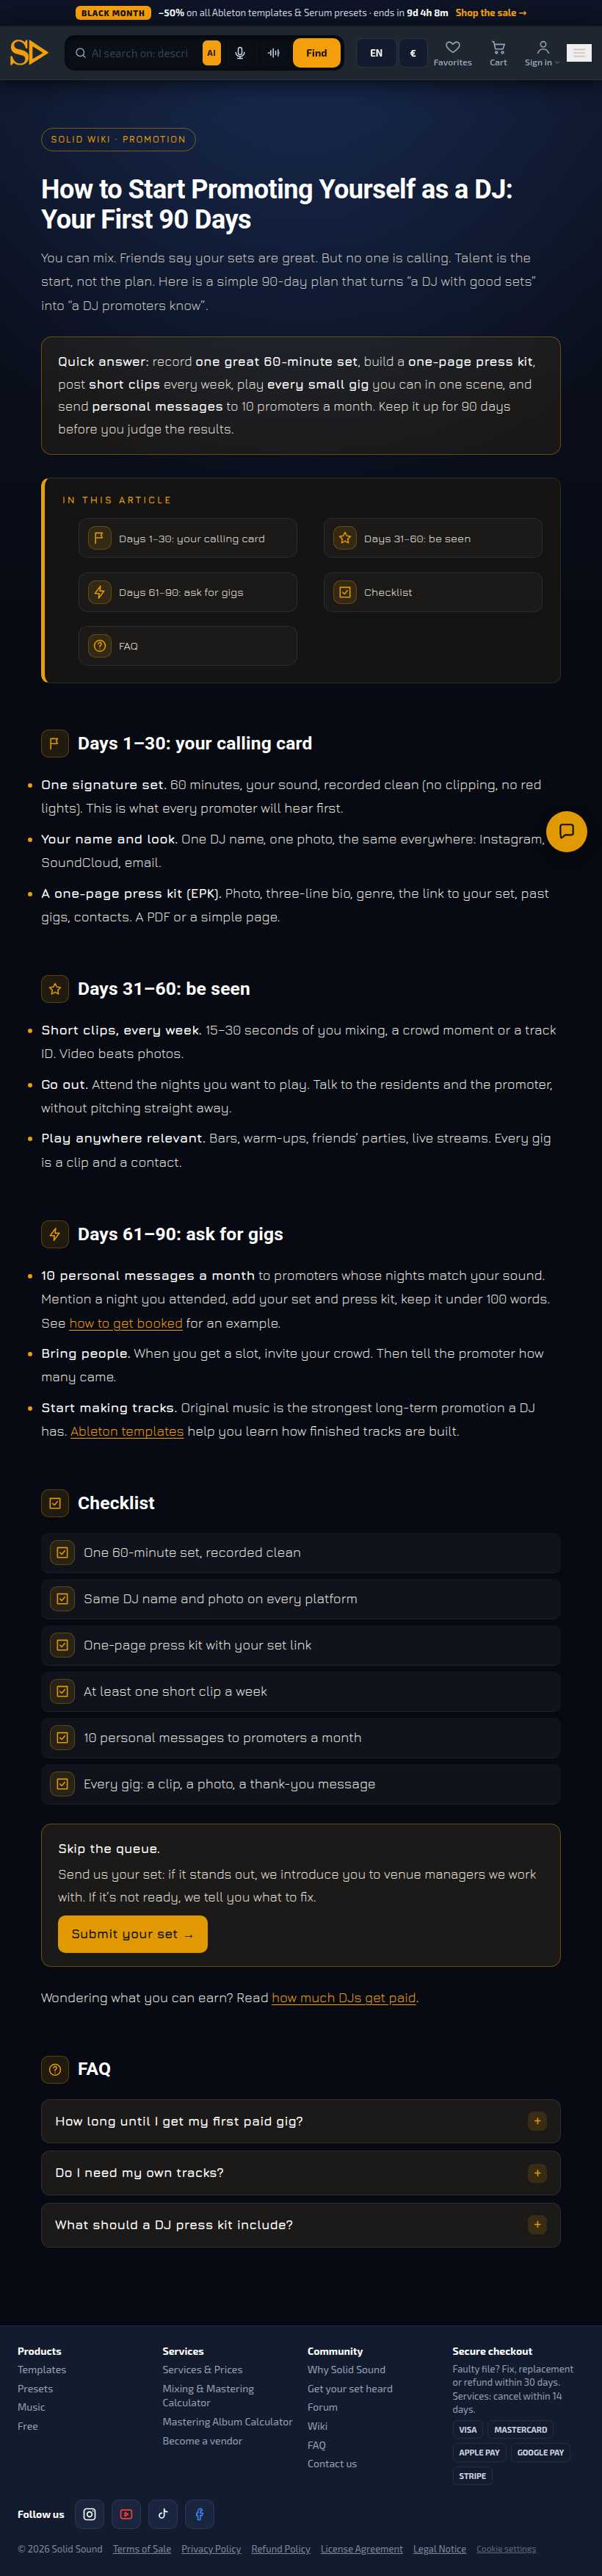 BLACK MONTH −50% on all Ableton templates & Serum presets · ends in 9d 4h 8m Shop the sale →
AI search on: descri AI Find EN € Favorites Cart Sign in
SOLID WIKI · PROMOTION
How to Start Promoting Yourself as a DJ:
Your First 90 Days
You can mix. Friends say your sets are great. But no one is calling. Talent is the
start, not the plan. Here is a simple 90-day plan that turns “a DJ with good sets”
into “a DJ promoters know”.
Quick answer: record one great 60-minute set, build a one-page press kit,
post short clips every week, play every small gig you can in one scene, and
send personal messages to 10 promoters a month. Keep it up for 90 days
before you judge the results.
IN THIS ARTICLE
Days 1–30: your calling card
Days 31–60: be seen
Days 61–90: ask for gigs
Checklist
FAQ
Days 1–30: your calling card
One signature set. 60 minutes, your sound, recorded clean (no clipping, no red
lights). This is what every promoter will hear first.
Your name and look. One DJ name, one photo, the same everywhere: Instagram,
SoundCloud, email.
A one-page press kit (EPK). Photo, three-line bio, genre, the link to your set, past
gigs, contacts. A PDF or a simple page.
Days 31–60: be seen
Short clips, every week. 15–30 seconds of you mixing, a crowd moment or a track
ID. Video beats photos.
Go out. Attend the nights you want to play. Talk to the residents and the promoter,
without pitching straight away.
Play anywhere relevant. Bars, warm-ups, friends’ parties, live streams. Every gig
is a clip and a contact.
Days 61–90: ask for gigs
10 personal messages a month to promoters whose nights match your sound.
Mention a night you attended, add your set and press kit, keep it under 100 words.
See how to get booked for an example.
Bring people. When you get a slot, invite your crowd. Then tell the promoter how
many came.
Start making tracks. Original music is the strongest long-term promotion a DJ
has. Ableton templates help you learn how finished tracks are built.
Checklist
One 60-minute set, recorded clean
Same DJ name and photo on every platform
One-page press kit with your set link
At least one short clip a week
10 personal messages to promoters a month
Every gig: a clip, a photo, a thank-you message
Skip the queue.
Send us your set: if it stands out, we introduce you to venue managers we work
with. If it’s not ready, we tell you what to fix.
Submit your set →
Wondering what you can earn? Read how much DJs get paid.
FAQ
How long until I get my first paid gig? +
Do I need my own tracks? +
What should a DJ press kit include? +
Products
Templates
Presets
Music
Free
Services
Services & Prices
Mixing & Mastering
Calculator
Mastering Album Calculator
Become a vendor
Community
Why Solid Sound
Get your set heard
Forum
Wiki
FAQ
Contact us
Secure checkout
Faulty file? Fix, replacement
or refund within 30 days.
Services: cancel within 14
days.
VISA MASTERCARD
APPLE PAY GOOGLE PAY
STRIPE
Follow us
© 2026 Solid Sound Terms of Sale Privacy Policy Refund Policy License Agreement Legal Notice Cookie settings